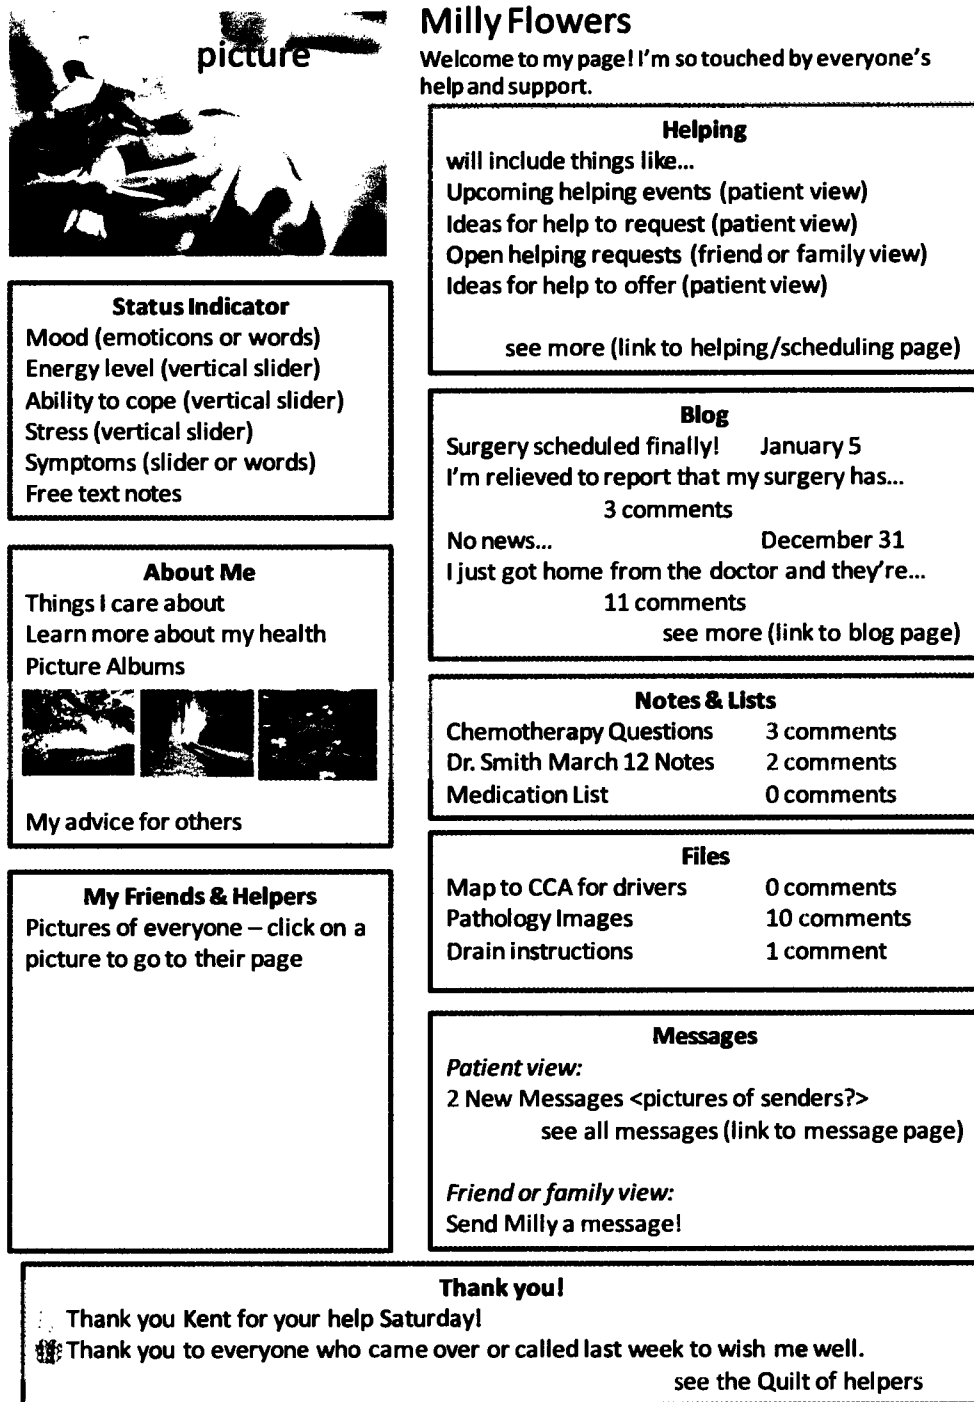 picture
Milly Flowers
Welcome to my page! I'm so touched by everyone's
help and support.
Helping
will include things like...
Upcoming helping events (patient view)
Ideas for help to request (patient view)
Open helping requests (friend or family view)
Ideas for help to offer (patient view)
see more (link to helping/scheduling page)
Status Indicator
Mood (emoticons or words)
Energy level (vertical slider)
Ability to cope (vertical slider)
Stress (vertical slider)
Symptoms (slider or words)
Free text notes
Blog
Surgery scheduled finally! January 5
I'm relieved to report that my surgery has...
3 comments
No news... December 31
I just got home from the doctor and they're...
11 comments
see more (link to blog page)
About Me
Things I care about
Learn more about my health
Picture Albums
My advice for others
Notes & Lists
Chemotherapy Questions 3 comments
Dr. Smith March 12 Notes 2 comments
Medication List 0 comments
Files
Map to CCA for drivers 0 comments
Pathology Images 10 comments
Drain instructions 1 comment
My Friends & Helpers
Pictures of everyone – click on a
picture to go to their page
Messages
Patient view:
2 New Messages <pictures of senders?>
see all messages (link to message page)
Friend or family view:
Send Milly a message!
Thank you!
Thank you Kent for your help Saturday!
Thank you to everyone who came over or called last week to wish me well.
see the Quilt of helpers